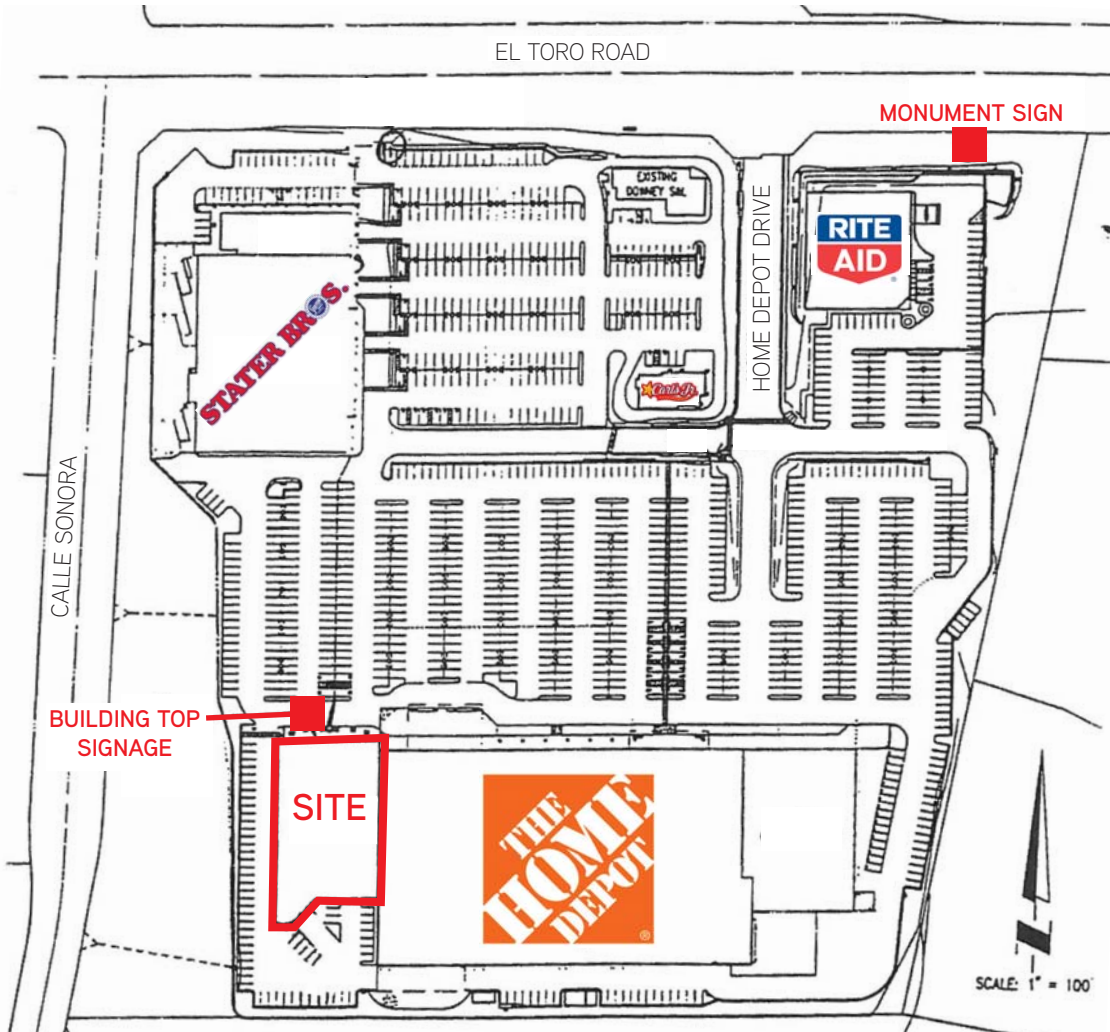 EL TORO ROAD
MONUMENT SIGN
EXISTING
DOWNEY S&L
HOME DEPOT DRIVE
RITE
AID
STATER BROS.
Carl's Jr.
CALLE SONORA
BUILDING TOP
SIGNAGE
SITE
THE
HOME
DEPOT
SCALE: 1" = 100'